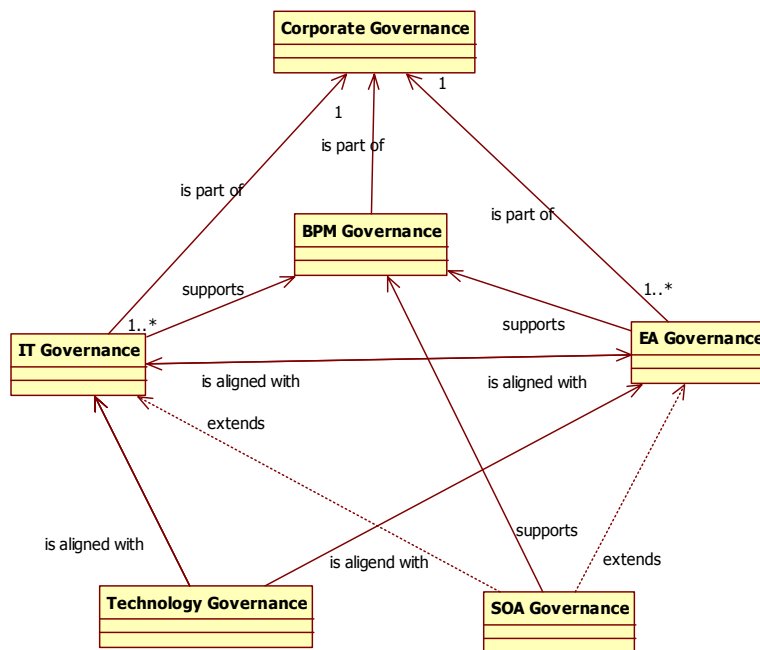 Corporate Governance
1
1
is part of
is part of
is part of
BPM Governance
supports
1..*
1..*
supports
IT Governance
EA Governance
is aligned with
is aligned with
extends
supports
is aligned with
is aligend with
extends
Technology Governance
SOA Governance